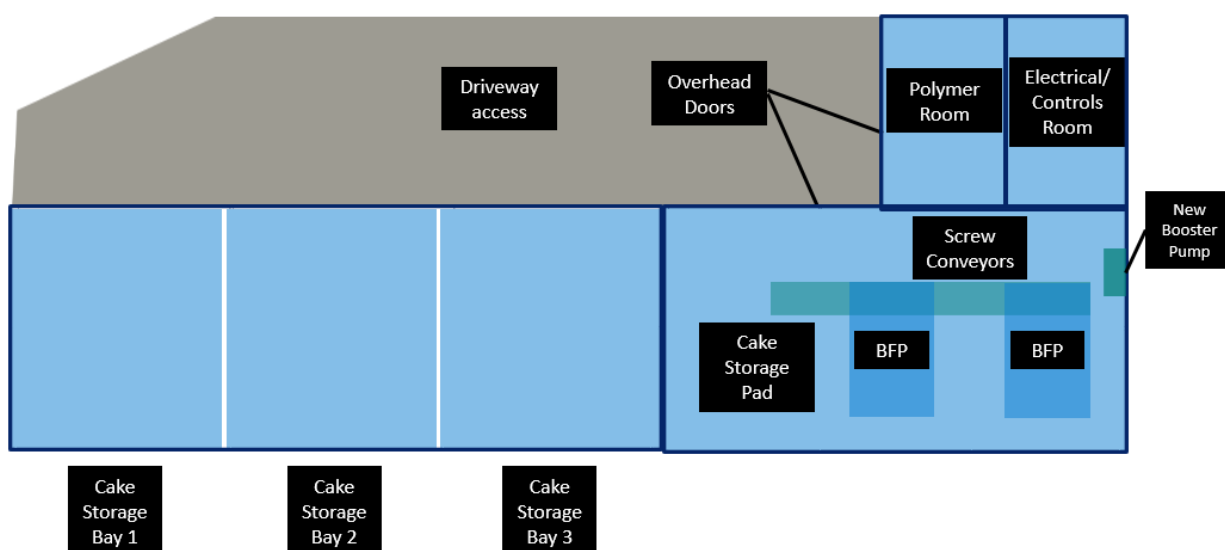 Driveway
access
Overhead
Doors
Polymer
Room
Electrical/
Controls
Room
New
Booster
Pump
Screw
Conveyors
Cake
Storage
Pad
BFP
BFP
Cake
Storage
Bay 1
Cake
Storage
Bay 2
Cake
Storage
Bay 3